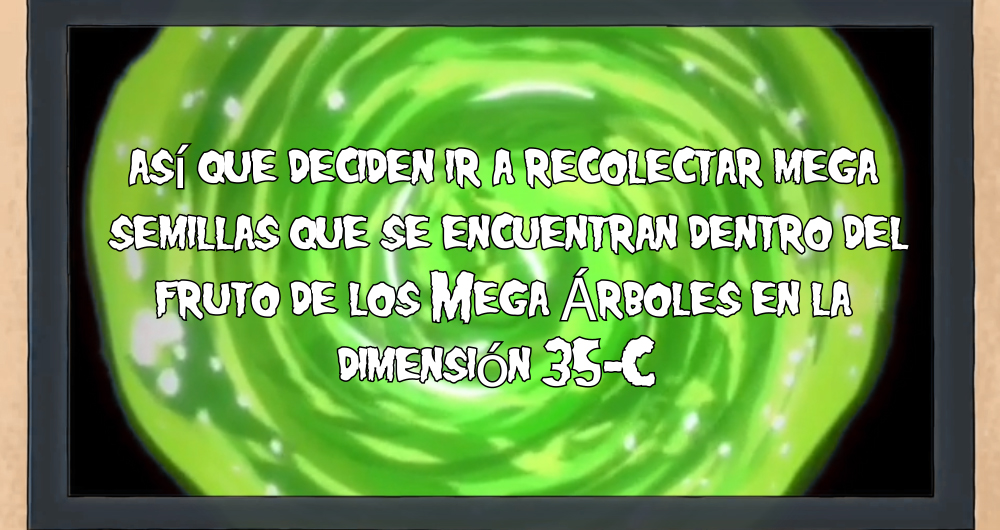 así que deciden ir a recolectar mega
semillas que se encuentran dentro del
fruto de los Mega Árboles en la
dimensión 35-C